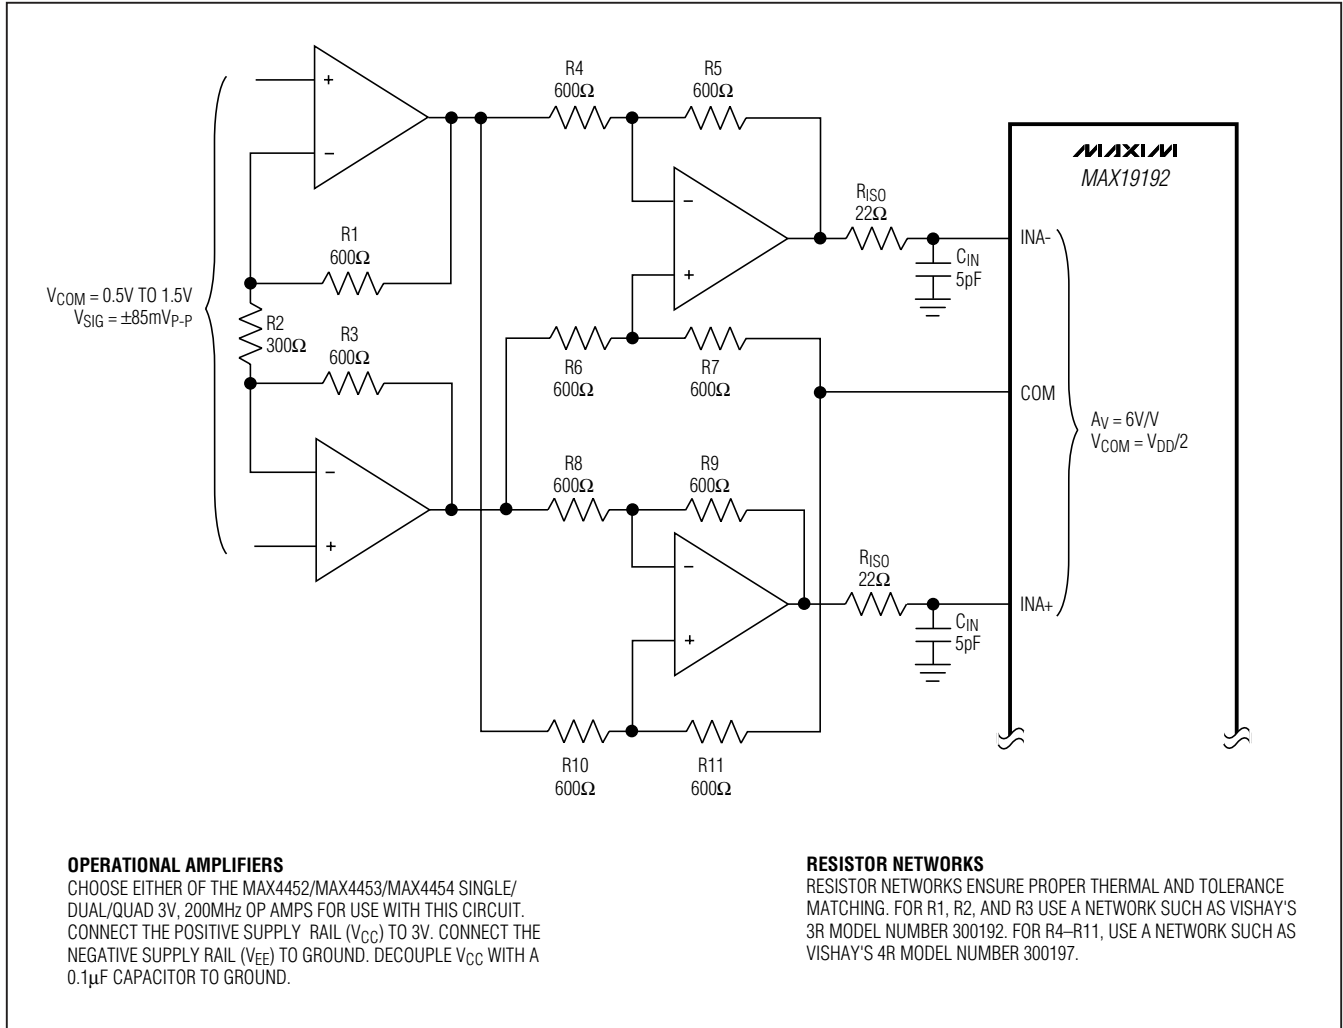 R4
600Ω
R5
600Ω
+
−
MAXIM
MAX19192
R1
600Ω
−
+
RISO
22Ω
INA-
CIN
5pF
VCOM = 0.5V TO 1.5V
VSIG = ±85mVP-P
R2
300Ω
R3
600Ω
R6
600Ω
R7
600Ω
COM
AV = 6V/V
VCOM = VDD/2
R8
600Ω
R9
600Ω
−
+
−
+
RISO
22Ω
INA+
CIN
5pF
R10
600Ω
R11
600Ω
OPERATIONAL AMPLIFIERS
CHOOSE EITHER OF THE MAX4452/MAX4453/MAX4454 SINGLE/
DUAL/QUAD 3V, 200MHz OP AMPS FOR USE WITH THIS CIRCUIT.
CONNECT THE POSITIVE SUPPLY RAIL (VCC) TO 3V. CONNECT THE
NEGATIVE SUPPLY RAIL (VEE) TO GROUND. DECOUPLE VCC WITH A
0.1µF CAPACITOR TO GROUND.
RESISTOR NETWORKS
RESISTOR NETWORKS ENSURE PROPER THERMAL AND TOLERANCE
MATCHING. FOR R1, R2, AND R3 USE A NETWORK SUCH AS VISHAY'S
3R MODEL NUMBER 300192. FOR R4–R11, USE A NETWORK SUCH AS
VISHAY'S 4R MODEL NUMBER 300197.